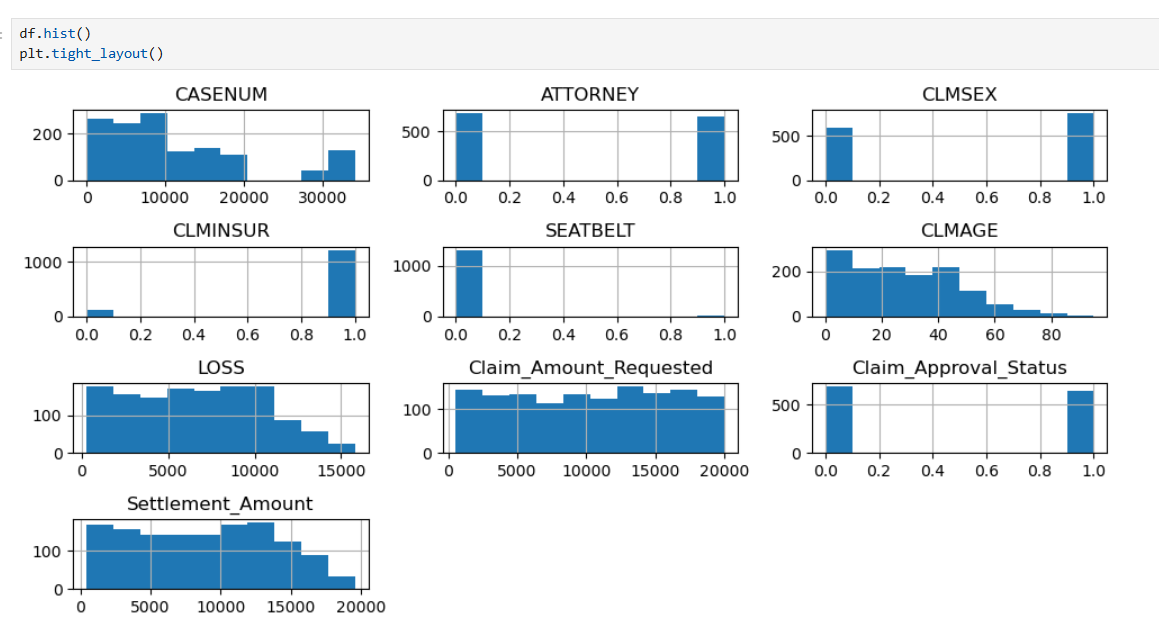 df.hist()
plt.tight_layout()
CASENUM ATTORNEY CLMSEX
200
0
0 10000 20000 30000
500
0
0.0 0.2 0.4 0.6 0.8 1.0
500
0
0.0 0.2 0.4 0.6 0.8 1.0
CLMINSUR SEATBELT CLMAGE
1000
0
0.0 0.2 0.4 0.6 0.8 1.0
1000
0
0.0 0.2 0.4 0.6 0.8 1.0
200
0
0 20 40 60 80
LOSS Claim_Amount_Requested Claim_Approval_Status
100
0
0 5000 10000 15000
100
0
0 5000 10000 15000 20000
500
0
0.0 0.2 0.4 0.6 0.8 1.0
Settlement_Amount
100
0
0 5000 10000 15000 20000